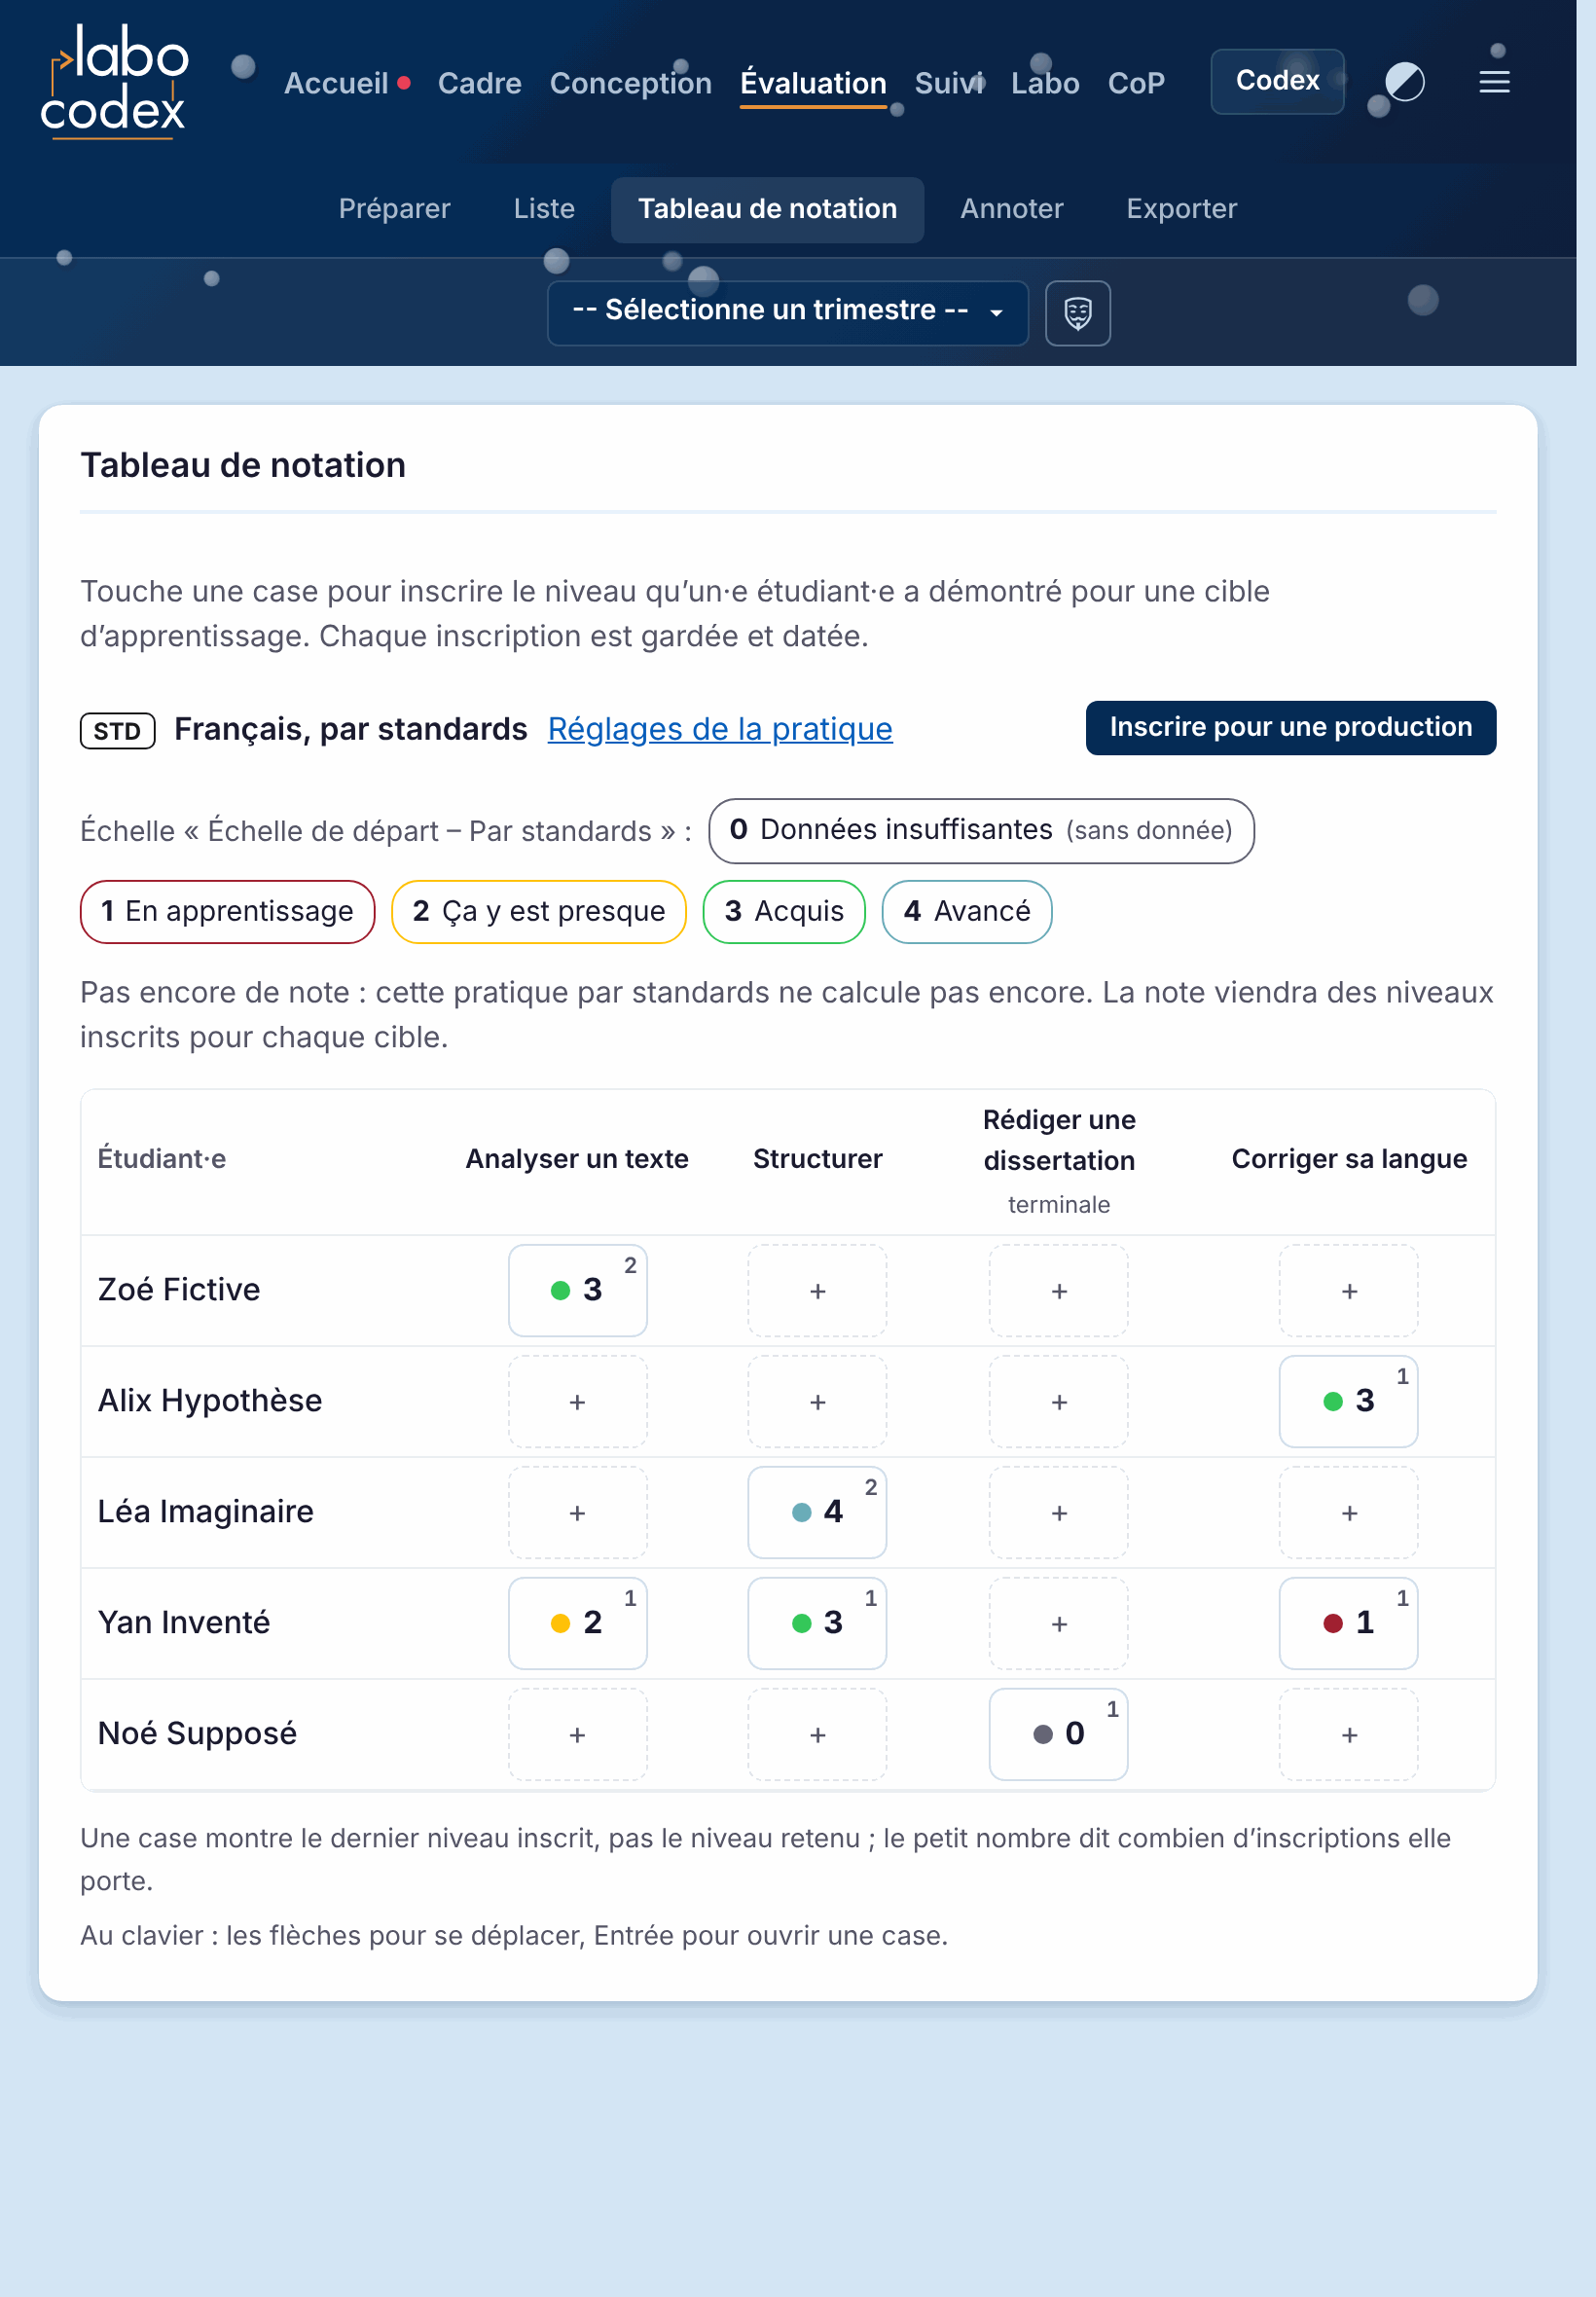 labo
codex
Accueil Cadre Conception Évaluation Suivi Labo CoP Codex
Préparer Liste Tableau de notation Annoter Exporter
-- Sélectionne un trimestre --
Tableau de notation
Touche une case pour inscrire le niveau qu’un·e étudiant·e a démontré pour une cible
d’apprentissage. Chaque inscription est gardée et datée.
STD Français, par standards Réglages de la pratique Inscrire pour une production
Échelle « Échelle de départ – Par standards » : 0 Données insuffisantes (sans donnée)
1 En apprentissage 2 Ça y est presque 3 Acquis 4 Avancé
Pas encore de note : cette pratique par standards ne calcule pas encore. La note viendra des niveaux
inscrits pour chaque cible.
Étudiant·e Analyser un texte Structurer Rédiger une dissertation terminale Corriger sa langue
Zoé Fictive 3 2 + + +
Alix Hypothèse + + + 3 1
Léa Imaginaire + 4 2 + +
Yan Inventé 2 1 3 1 + 1 1
Noé Supposé + + 0 1 +
Une case montre le dernier niveau inscrit, pas le niveau retenu ; le petit nombre dit combien d’inscriptions elle
porte.
Au clavier : les flèches pour se déplacer, Entrée pour ouvrir une case.